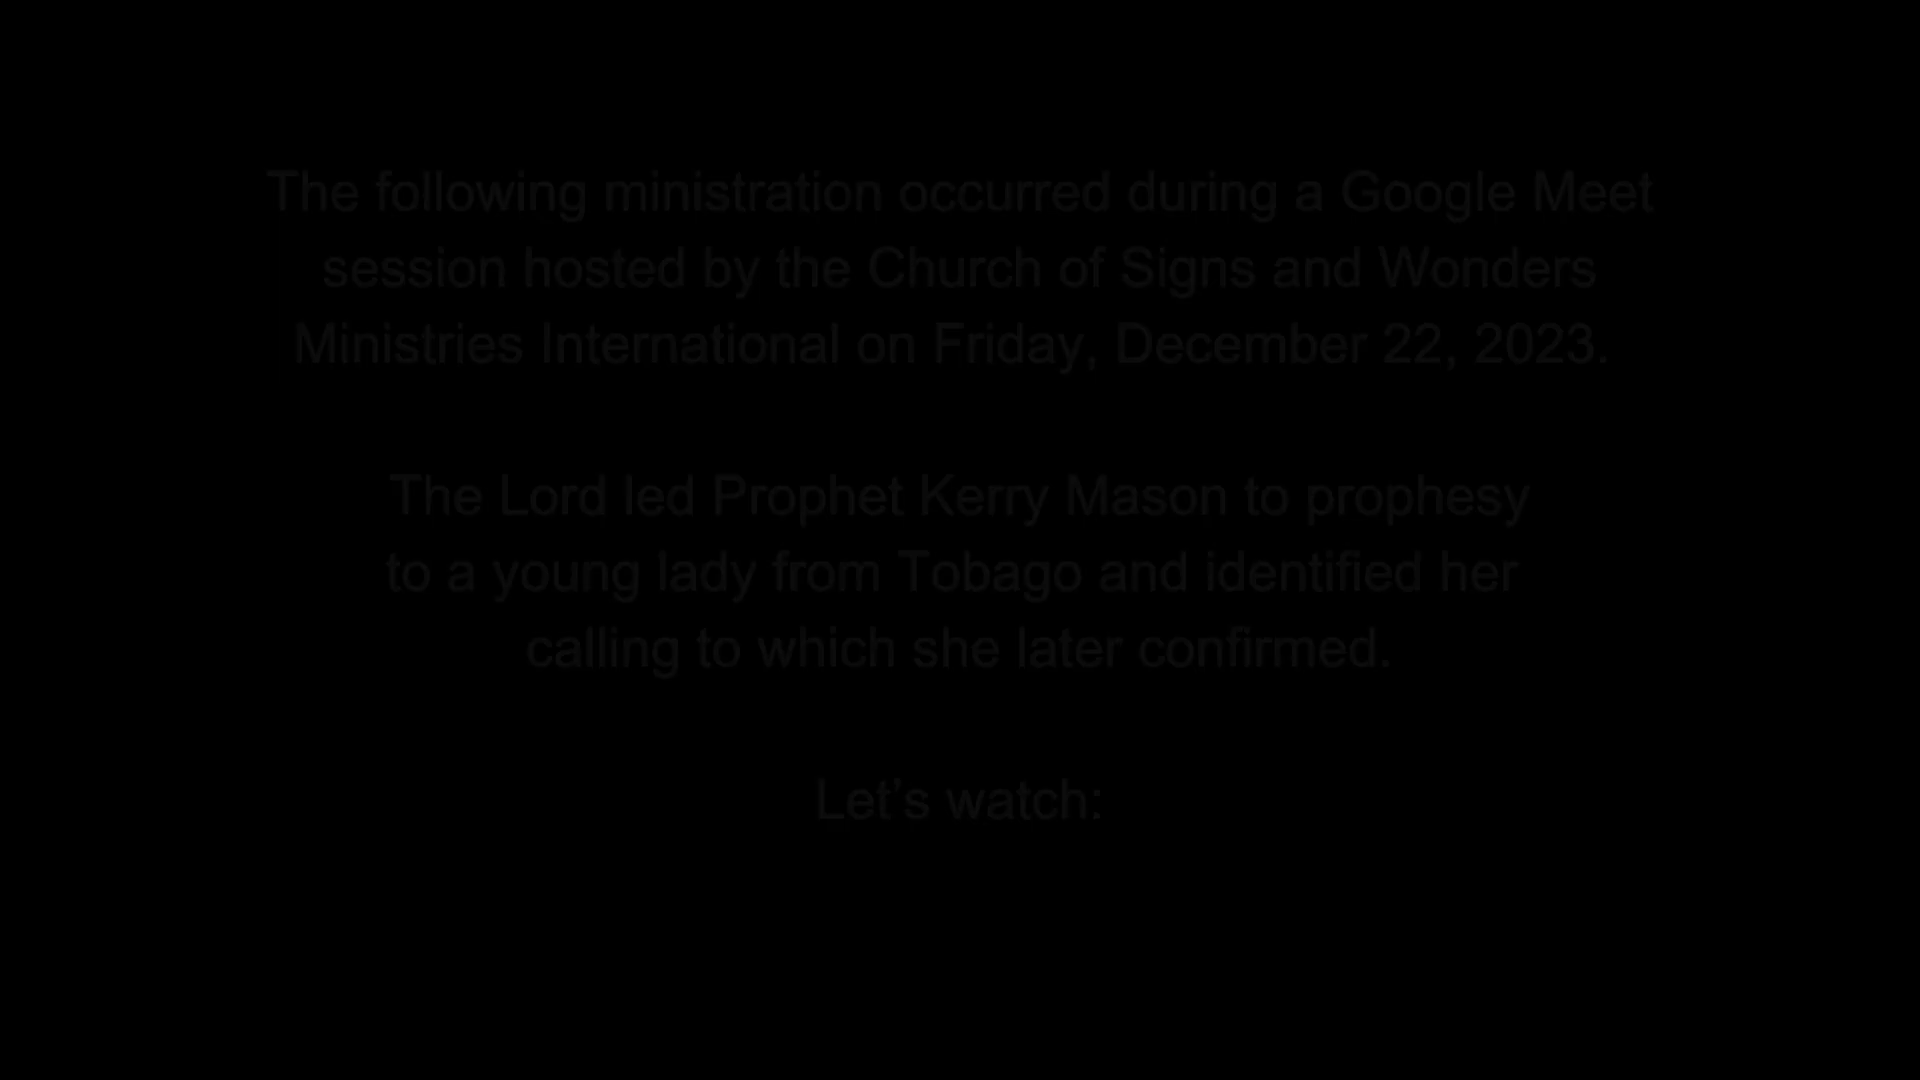 The following ministration occurred during a Google Meet
session hosted by the Church of Signs and Wonders
Ministries International on Friday, December 22, 2023.
The Lord led Prophet Kerry Mason to prophesy
to a young lady from Tobago and identified her
calling to which she later confirmed.
Let’s watch: